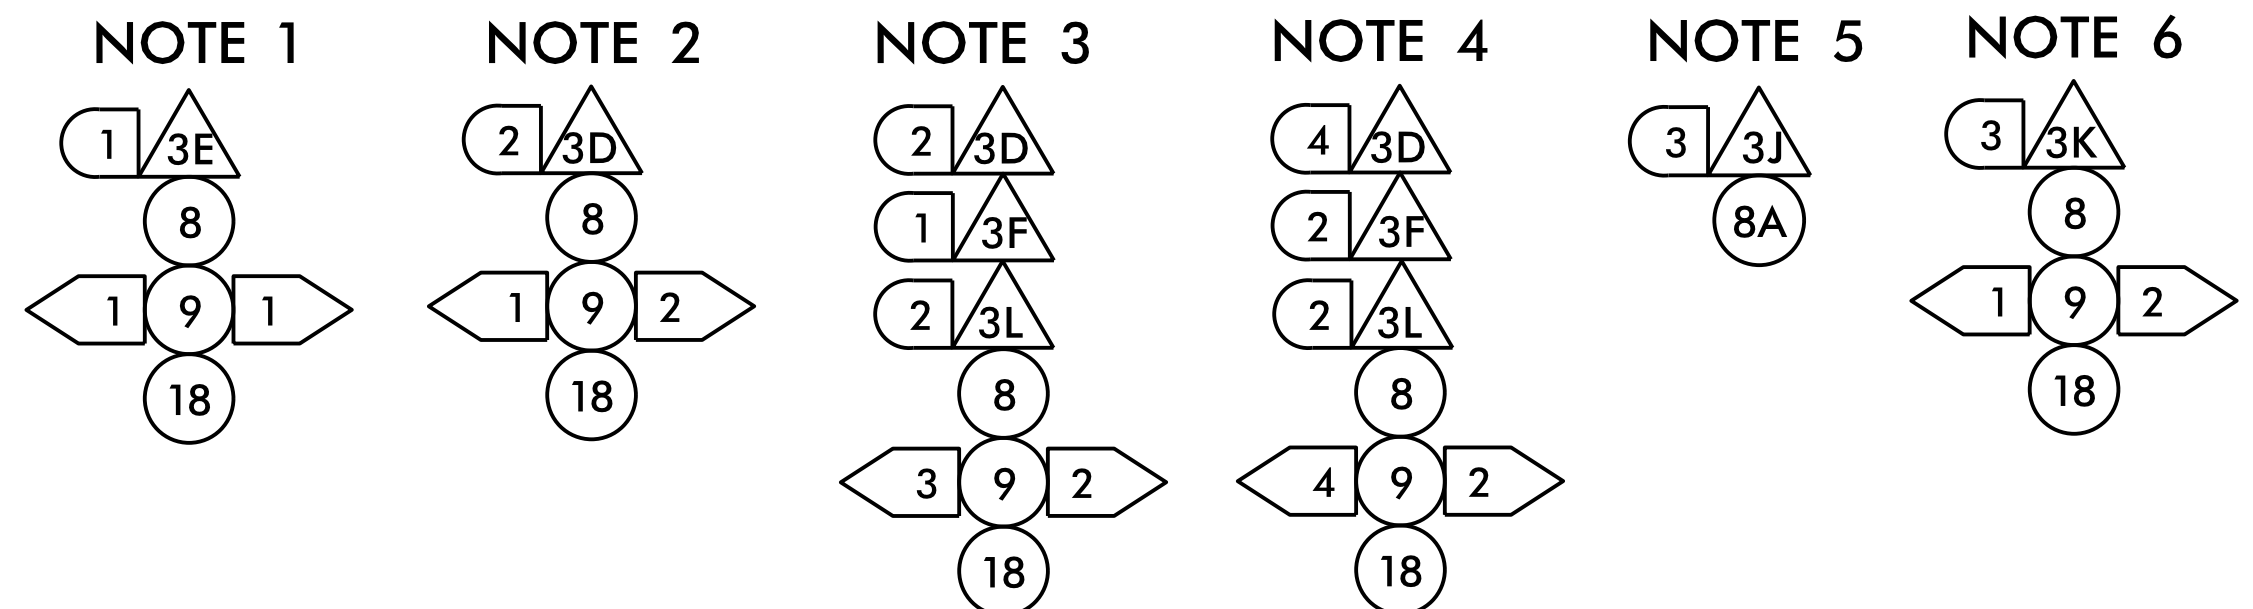 NOTE 1
1 3E
8
1 9 1
18
NOTE 2
2 3D
8
1 9 2
18
NOTE 3
2 3D
1 3F
2 3L
8
3 9 2
18
NOTE 4
4 3D
2 3F
2 3L
8
4 9 2
18
NOTE 5
3 3J
8A
NOTE 6
3 3K
8
1 9 2
18